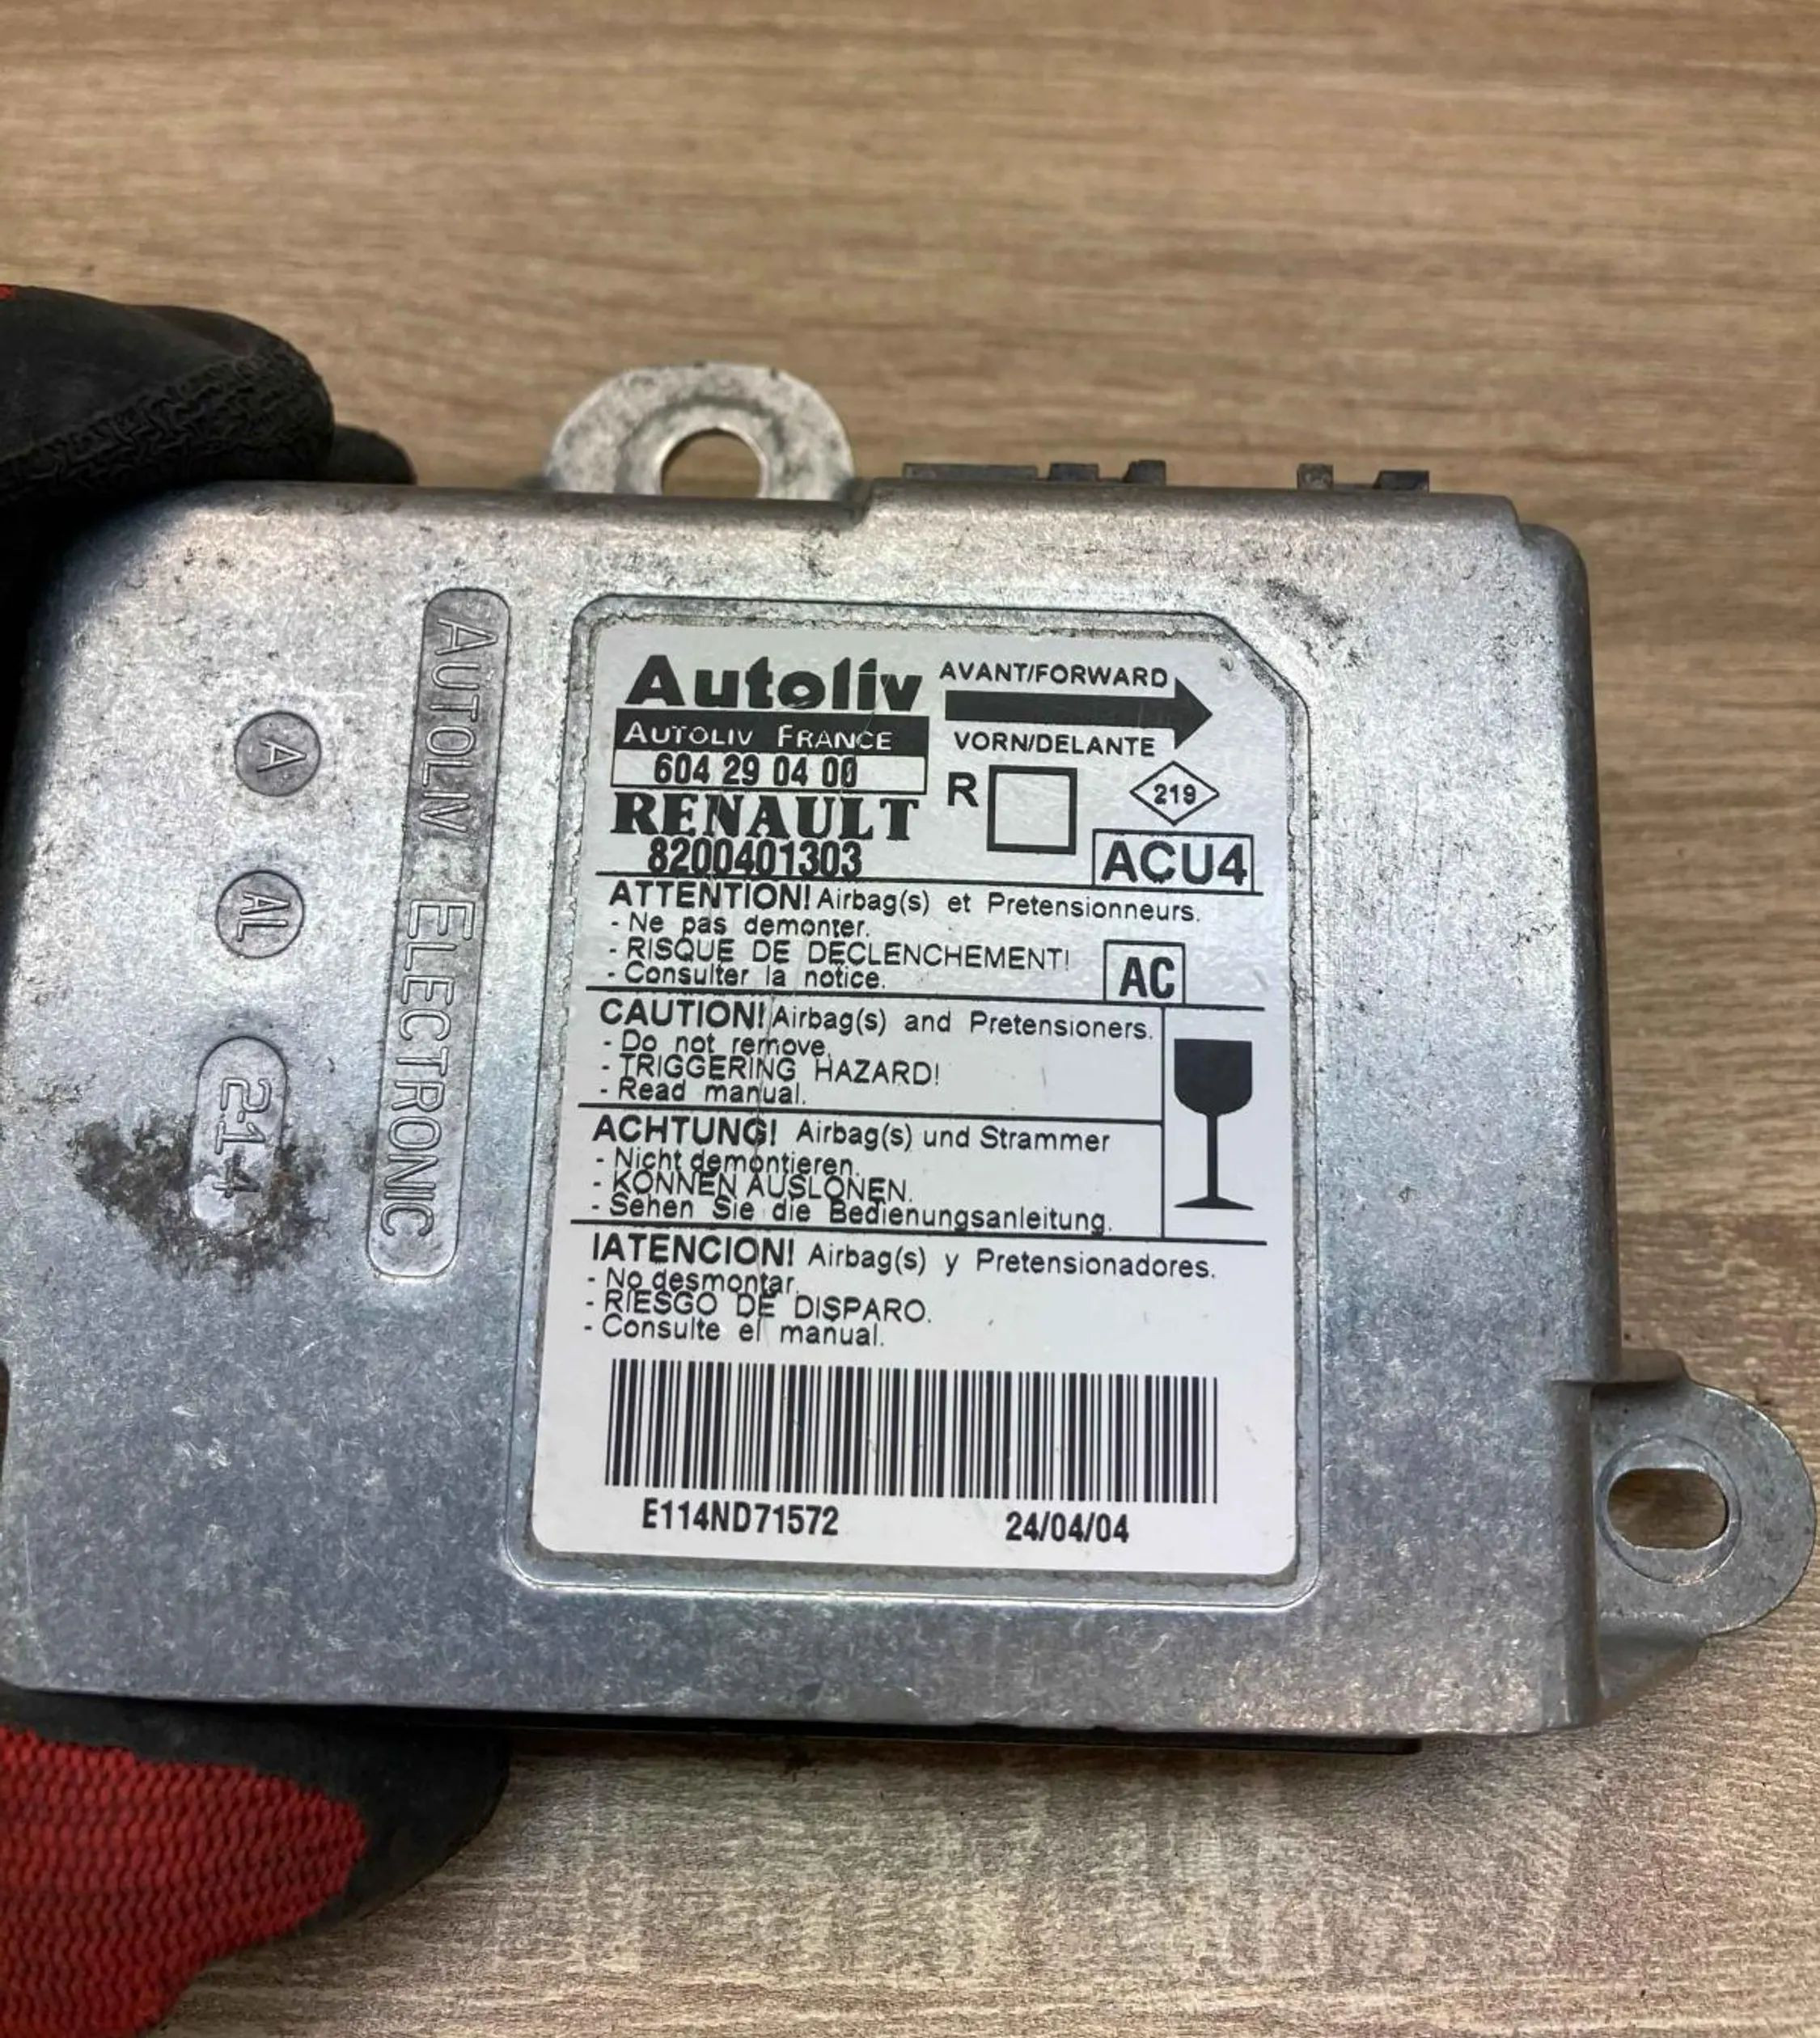 Autoliv
AUTOLIV FRANCE
604 29 04 00
RENAULT
8200401303
AVANT/FORWARD
VORN/DELANTE
R
219
ACU4
ATTENTION! Airbag(s) et Pretensionneurs.
- Ne pas demonter.
- RISQUE DE DECLENCHEMENT!
- Consulter la notice.
AC
CAUTION! Airbag(s) and Pretensioners.
- Do not remove.
- TRIGGERING HAZARD!
- Read manual.
ACHTUNG! Airbag(s) und Strammer
- Nicht demontieren.
- KONNEN AUSLONEN.
- Sehen Sie die Bedienungsanleitung.
IATENCION! Airbag(s) y Pretensionadores.
- No desmontar.
- RIESGO DE DISPARO.
- Consulte el manual.
E114ND71572 24/04/04
AUTOLIV ELECTRONIC
A
AL
214